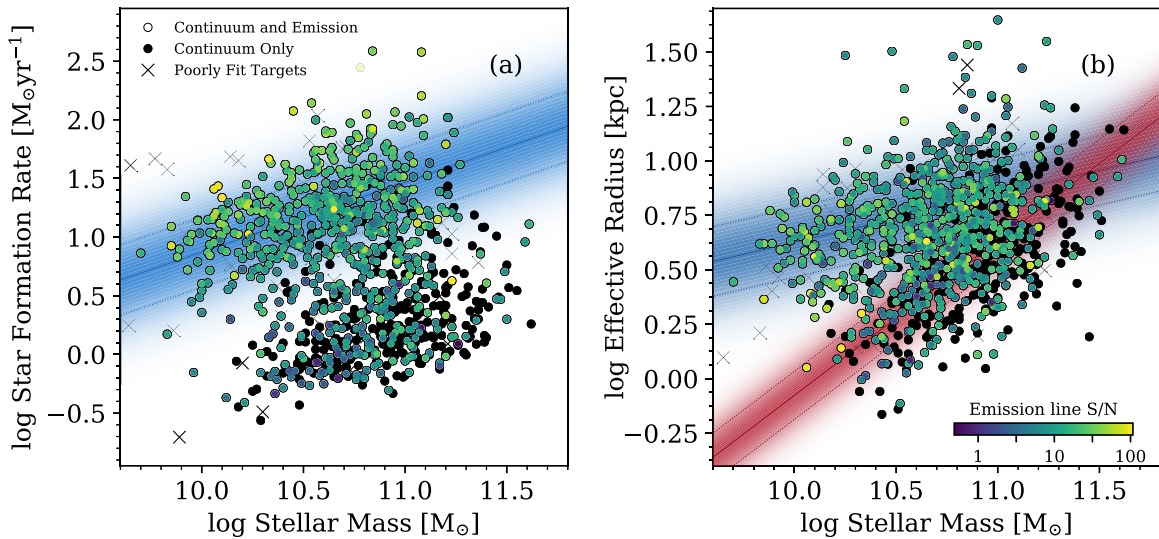 log Star Formation Rate [M⊙yr−1]
2.5
2.0
1.5
1.0
0.5
0.0
−0.5
Continuum and Emission
Continuum Only
Poorly Fit Targets
(a)
10.0 10.5 11.0 11.5
log Stellar Mass [M⊙]
log Effective Radius [kpc]
1.50
1.25
1.00
0.75
0.50
0.25
0.00
−0.25
(b)
Emission line S/N
1 10 100
10.0 10.5 11.0 11.5
log Stellar Mass [M⊙]